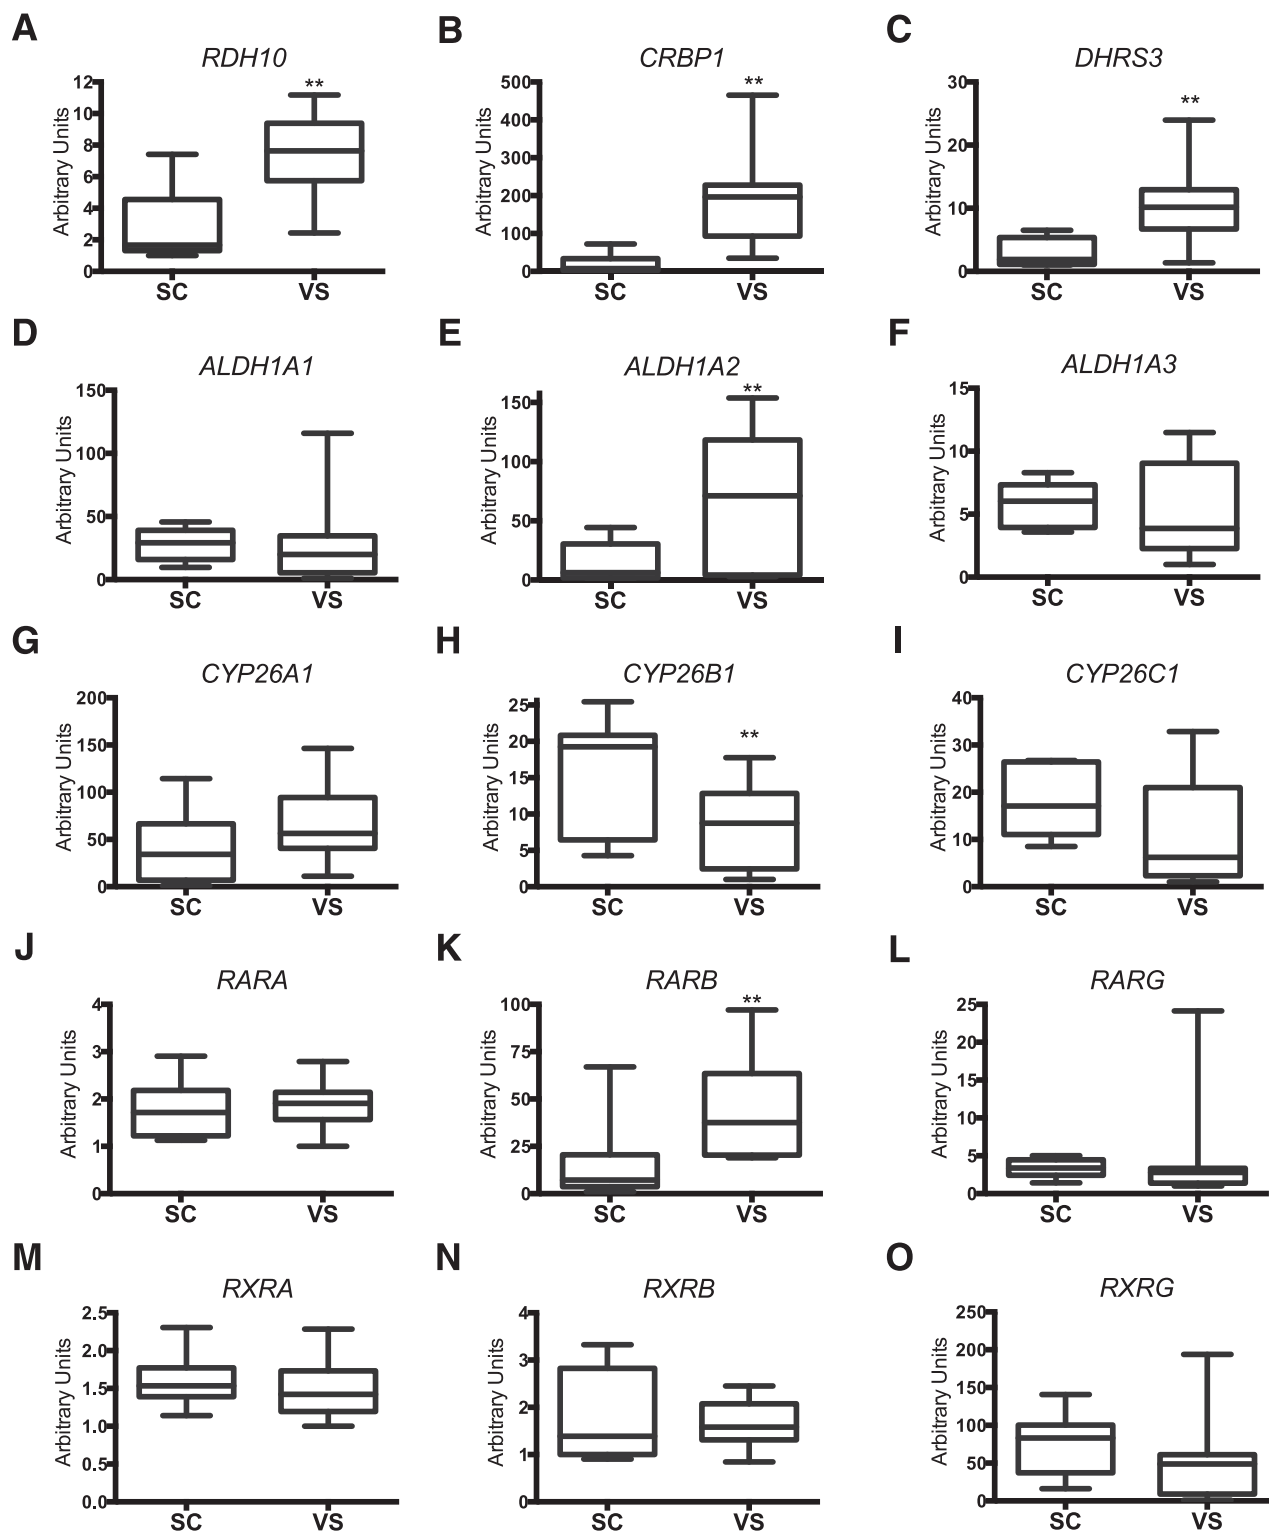 A
RDH10
**
Arbitrary Units
12
10
8
6
4
2
0
SC VS
B
CRBP1
**
Arbitrary Units
500
400
300
200
100
0
SC VS
C
DHRS3
**
Arbitrary Units
30
20
10
0
SC VS
D
ALDH1A1
Arbitrary Units
150
100
50
0
SC VS
E
ALDH1A2
**
Arbitrary Units
150
100
50
0
SC VS
F
ALDH1A3
Arbitrary Units
15
10
5
0
SC VS
G
CYP26A1
Arbitrary Units
200
150
100
50
0
SC VS
H
CYP26B1
**
Arbitrary Units
25
20
15
10
5
0
SC VS
I
CYP26C1
Arbitrary Units
40
30
20
10
0
SC VS
J
RARA
Arbitrary Units
4
3
2
1
0
SC VS
K
RARB
**
Arbitrary Units
100
75
50
25
0
SC VS
L
RARG
Arbitrary Units
25
20
15
10
5
0
SC VS
M
RXRA
Arbitrary Units
2.5
2.0
1.5
1.0
0.5
0.0
SC VS
N
RXRB
Arbitrary Units
4
3
2
1
0
SC VS
O
RXRG
Arbitrary Units
250
200
150
100
50
0
SC VS